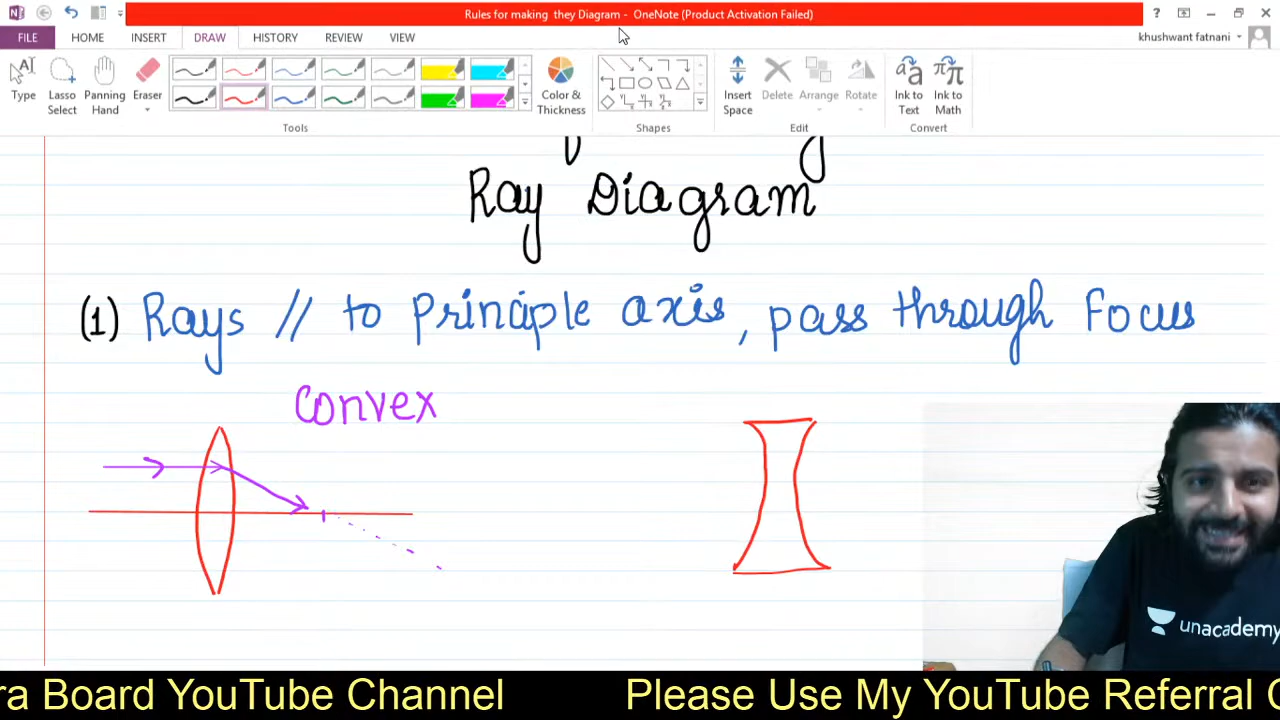 Rules for making they Diagram - OneNote (Product Activation Failed)
?
FILE HOME INSERT DRAW HISTORY REVIEW VIEW
khushwant fatnani
Type
Lasso Select
Panning Hand
Eraser
Color & Thickness
Insert Space
Delete
Arrange
Rotate
Ink to Text
Ink to Math
Tools
Shapes
Edit
Convert
Ray Diagram
(1) Rays // to principle axis, pass through Focus
Convex
unacademy
ra Board YouTube Channel Please Use My YouTube Referral C